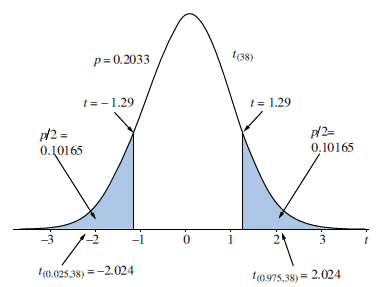 p = 0.2033
t(38)
t = – 1.29
t = 1.29
p/2 =
0.10165
p/2=
0.10165
–3 –2 –1 0 1 2 3 t
t(0.025,38) = –2.024
t(0.975,38) = 2.024